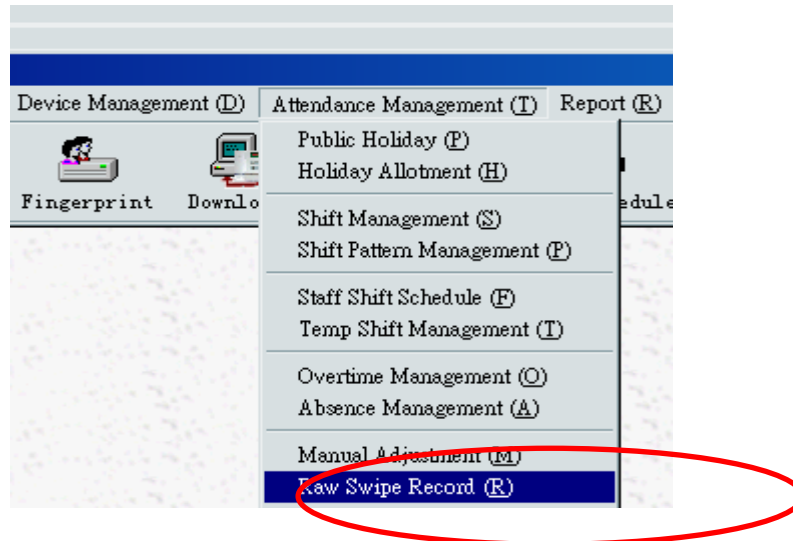 Device Management (D) Attendance Management (T) Report (R)
Public Holiday (P)
Holiday Allotment (H)
Fingerprint Downlo edule
Shift Management (S)
Shift Pattern Management (P)
Staff Shift Schedule (F)
Temp Shift Management (T)
Overtime Management (O)
Absence Management (A)
Manual Adjustment (M)
Raw Swipe Record (R)